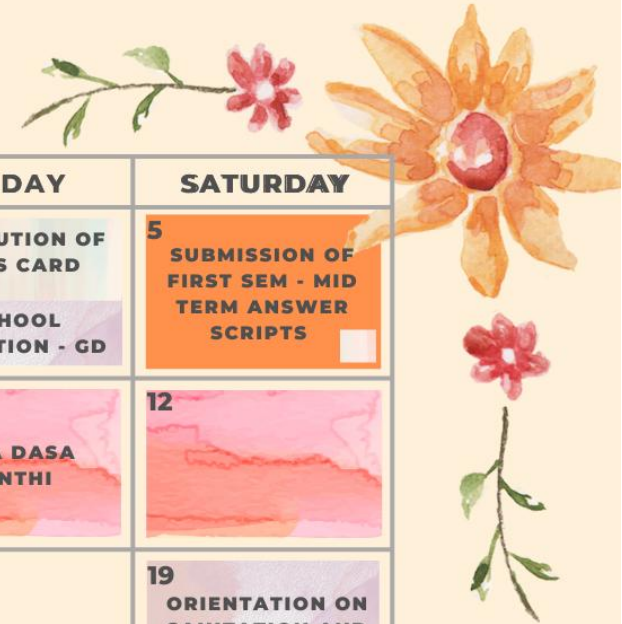 DAY
SATURDAY
UTION OF
S CARD
HOOL
TION - GD
5
SUBMISSION OF
FIRST SEM - MID
TERM ANSWER
SCRIPTS
A DASA
NTHI
12
19
ORIENTATION ON